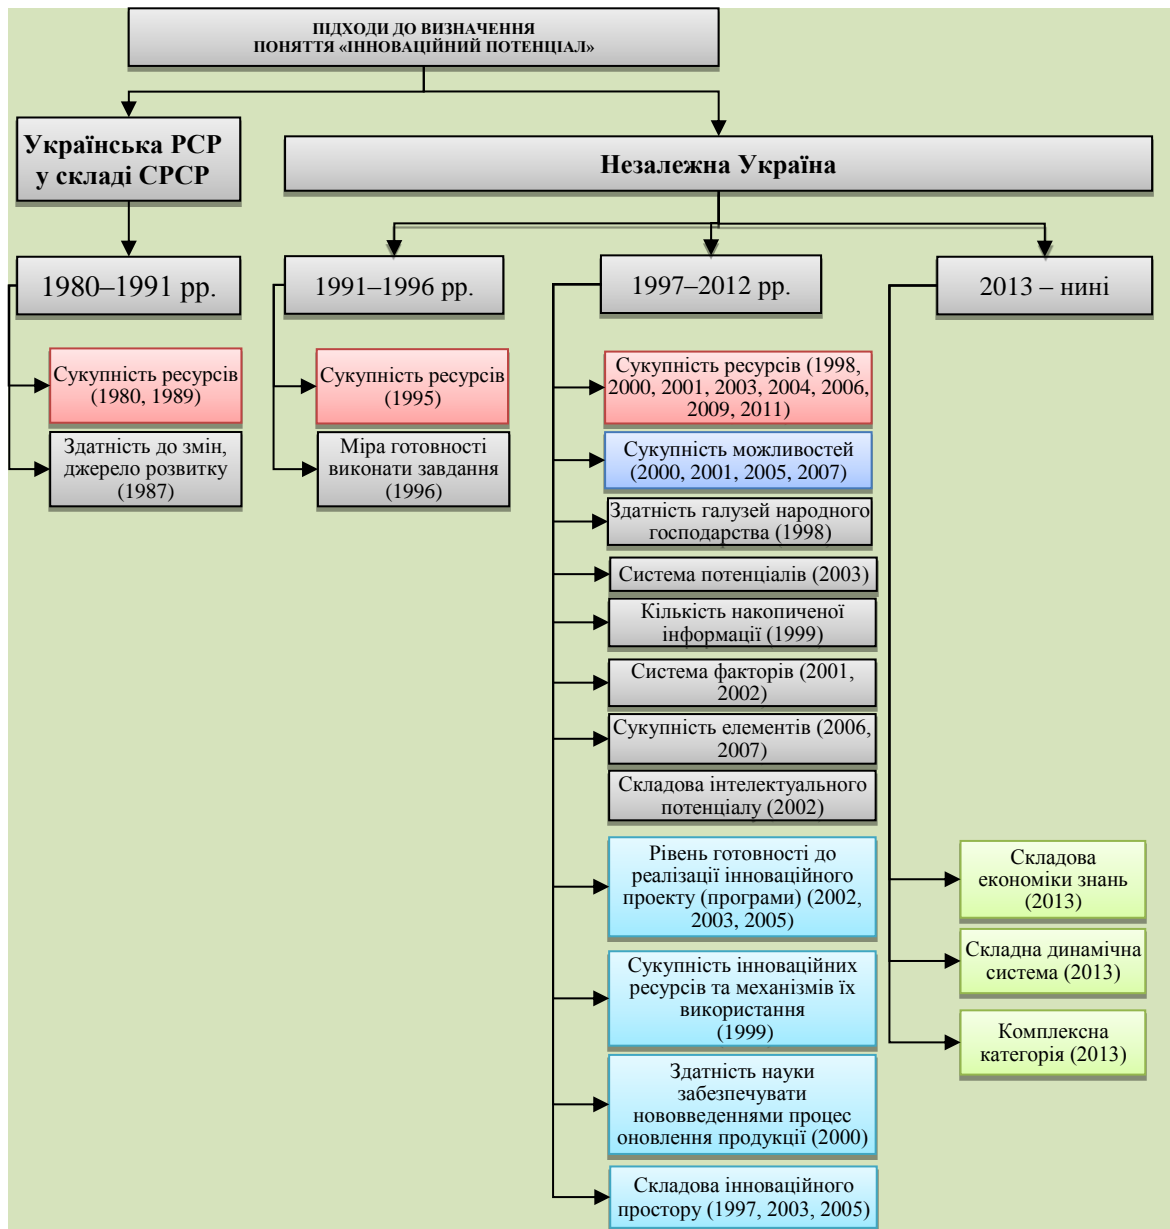 ПІДХОДИ ДО ВИЗНАЧЕННЯ
ПОНЯТТЯ «ІННОВАЦІЙНИЙ ПОТЕНЦІАЛ»
Українська РСР
у складі СРСР
Незалежна Україна
1980–1991 рр.
1991–1996 рр.
1997–2012 рр.
2013 – нині
Сукупність ресурсів
(1980, 1989)
Здатність до змін,
джерело розвитку
(1987)
Сукупність ресурсів
(1995)
Міра готовності
виконати завдання
(1996)
Сукупність ресурсів (1998,
2000, 2001, 2003, 2004, 2006,
2009, 2011)
Сукупність можливостей
(2000, 2001, 2005, 2007)
Здатність галузей народного
господарства (1998)
Система потенціалів (2003)
Кількість накопиченої
інформації (1999)
Система факторів (2001,
2002)
Сукупність елементів (2006,
2007)
Складова інтелектуального
потенціалу (2002)
Рівень готовності до
реалізації інноваційного
проекту (програми) (2002,
2003, 2005)
Сукупність інноваційних
ресурсів та механізмів їх
використання
(1999)
Здатність науки
забезпечувати
нововведеннями процес
оновлення продукції (2000)
Складова інноваційного
простору (1997, 2003, 2005)
Складова
економіки знань
(2013)
Складна динамічна
система (2013)
Комплексна
категорія (2013)